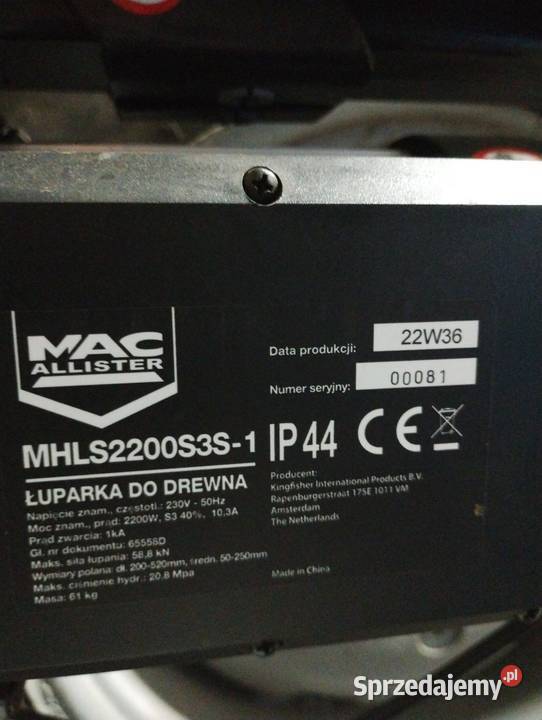 MAC
ALLISTER
MHLS2200S3S-1
ŁUPARKA DO DREWNA
Napięcie znam., częstotl.: 230V - 50Hz
Moc znam., prąd: 2200W, S3 40%, 10,3A
Prąd zwarcia: 1kA
Gł. nr dokumentu: 65558D
Maks. siła łupania: 58,8 kN
Wymiary polana: dł. 200-520mm, średn. 50-250mm
Maks. ciśnienie hydr.: 20.8 Mpa
Masa: 61 kg
Data produkcji: 22W36
Numer seryjny: 00081
IP44 CE
Producent:
Kingfisher International Products B.V.
Rapenburgerstraat 175E 1011 VM
Amsterdam
The Netherlands
Made in China
Sprzedajemy.pl